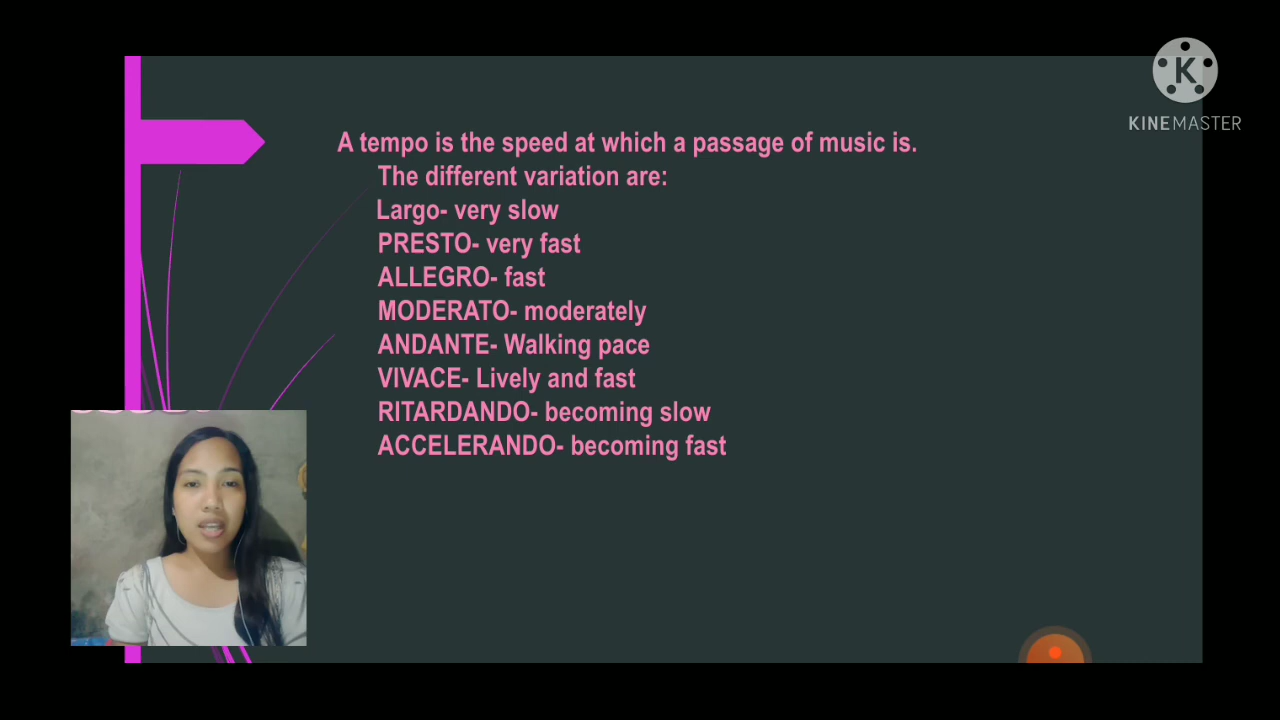 A tempo is the speed at which a passage of music is.
The different variation are:
Largo- very slow
PRESTO- very fast
ALLEGRO- fast
MODERATO- moderately
ANDANTE- Walking pace
VIVACE- Lively and fast
RITARDANDO- becoming slow
ACCELERANDO- becoming fast
K
KINEMASTER